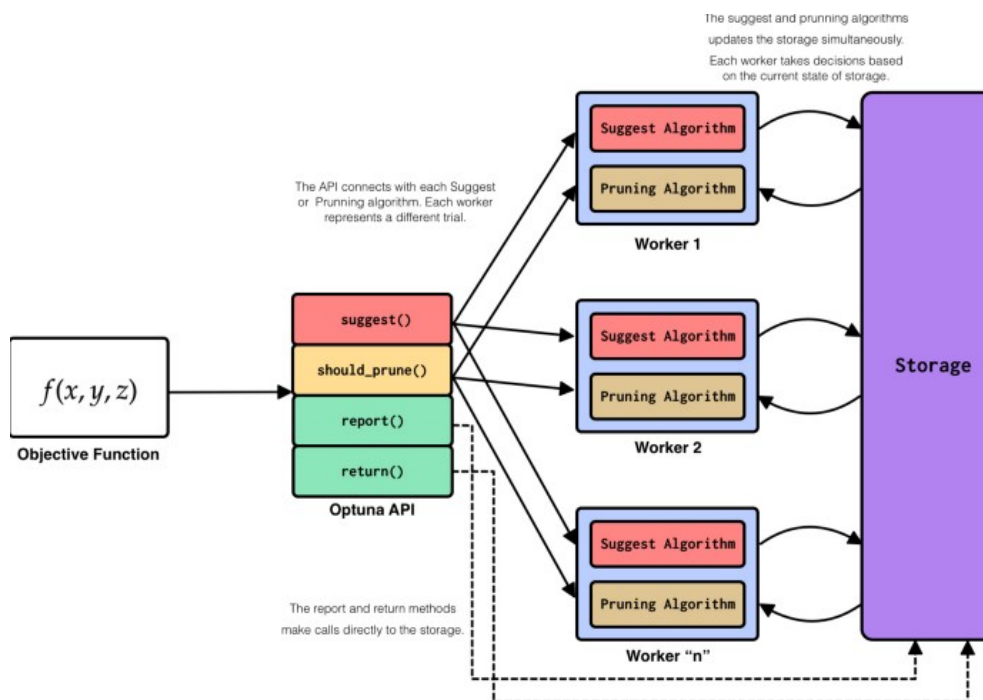 The suggest and prunning algorithms
updates the storage simultaneously.
Each worker takes decisions based
on the current state of storage.
Suggest Algorithm
Pruning Algorithm
Worker 1
The API connects with each Suggest
or Prunning algorithm. Each worker
represents a different trial.
suggest()
should_prune()
report()
return()
Optuna API
f(x, y, z)
Objective Function
Suggest Algorithm
Pruning Algorithm
Worker 2
Storage
Suggest Algorithm
Pruning Algorithm
Worker “n”
The report and return methods
make calls directly to the storage.